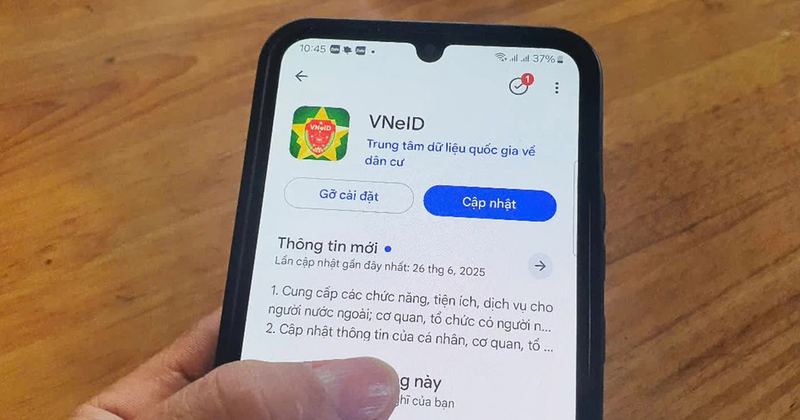 10:45
37%
1
VNeID
VNeID
Trung tâm dữ liệu quốc gia về
dân cư
Gỡ cài đặt
Cập nhật
Thông tin mới
Lần cập nhật gần đây nhất: 26 thg 6, 2025
1. Cung cấp các chức năng, tiện ích, dịch vụ cho
người nước ngoài; cơ quan, tổ chức có người n...
2. Cập nhật thông tin của cá nhân, cơ quan, tổ ...
g này
của bạn